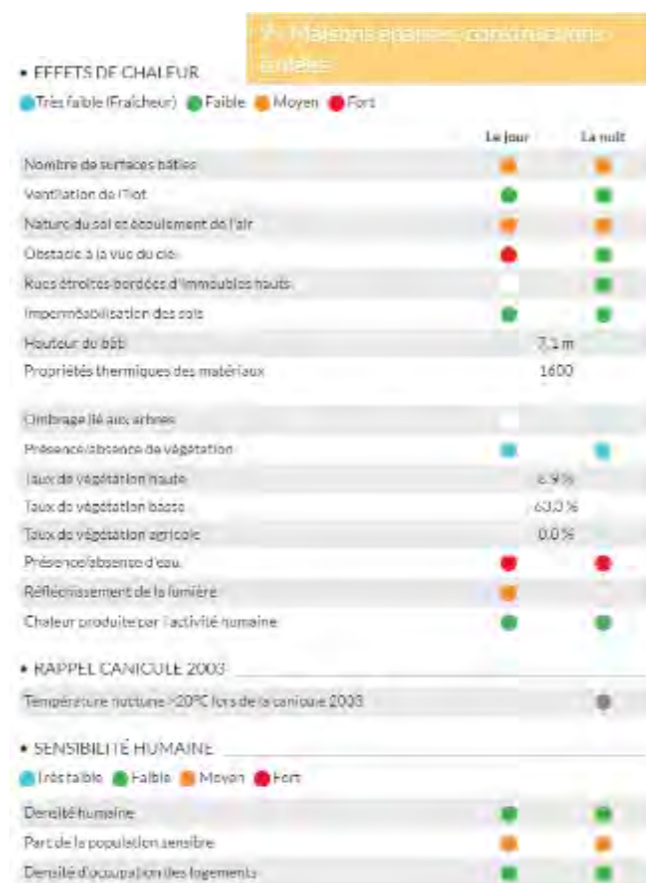 9 - Maisons éparses, constructions
isolées
• EFFETS DE CHALEUR
Très faible (Fraîcheur) Faible Moyen Fort
Le jour La nuit
Nombre de surfaces bâties
Ventilation de l'îlot
Nature du sol et écoulement de l'air
Obstacle à la vue du ciel
Rues étroites bordées d'immeubles hauts
Imperméabilisation des sols
Hauteur du bâti 7,1 m
Propriétés thermiques des matériaux 1600
Ombrage lié aux arbres
Présence/absence de végétation
Taux de végétation haute
Taux de végétation basse
Taux de végétation agricole 0.0 %
Présence/absence d'eau
Réfléchissement de la lumière
Chaleur produite par l'activité humaine
• RAPPEL CANICULE 2003
Température nocturne >20°C lors de la canicule 2003
• SENSIBILITÉ HUMAINE
Très faible Faible Moyen Fort
Densité humaine
Part de la population sensible
Densité d'occupation des logements